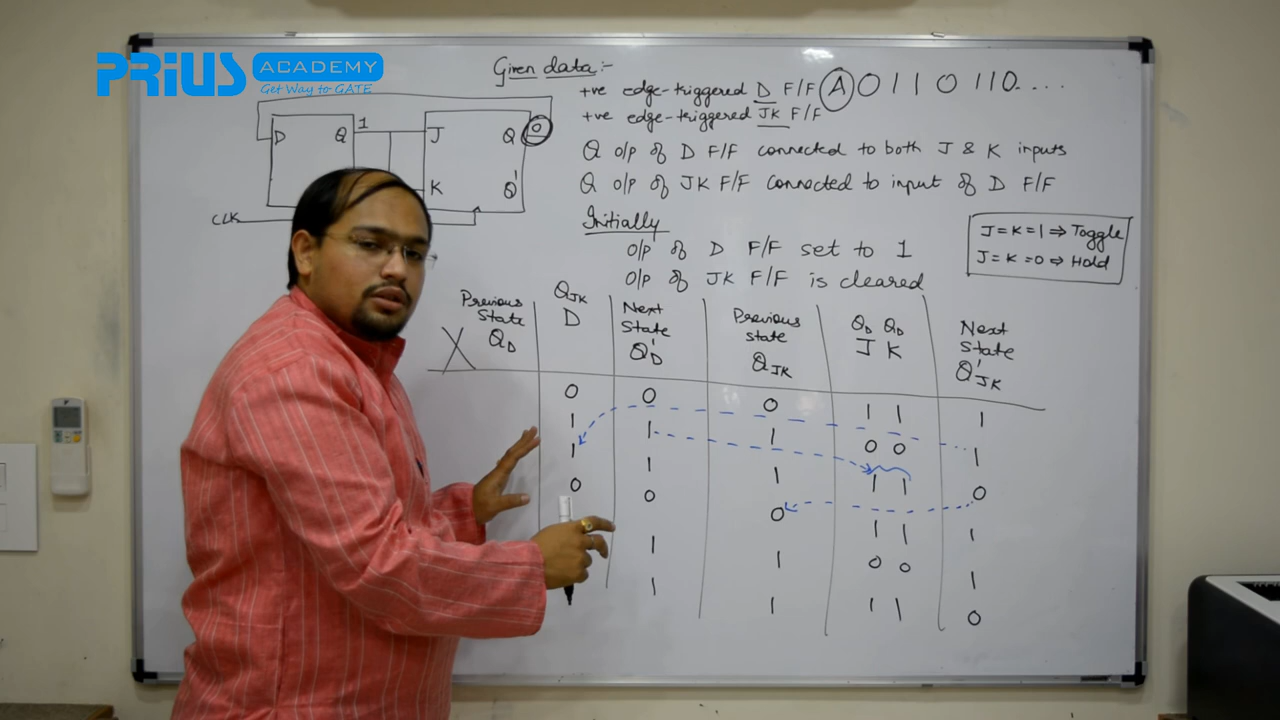 PRiUS ACADEMY
Get Way to GATE
Given data:-
+ve edge-triggered D F/F (A) 0 1 1 0 1 1 0....
+ve edge-triggered JK F/F
Q o/p of D F/F connected to both J & K inputs
Q o/p of JK F/F connected to input of D F/F
D Q 1 J Q 0
K Q'
CLK
Initially
o/p of D F/F set to 1
o/p of JK F/F is cleared
J=K=1 ⇒ Toggle
J=K=0 ⇒ Hold
Previous State Q_D
Q_JK D
Next State Q'_D
Previous state Q_JK
Q_D Q_D
J K
Next State Q'_JK
0 0 0 1 1 1
1 1 1 0 0 1
1 1 1 1 1 0
0 0 0 1 1 1
1 1 0 0 1
1 1 1 1 0